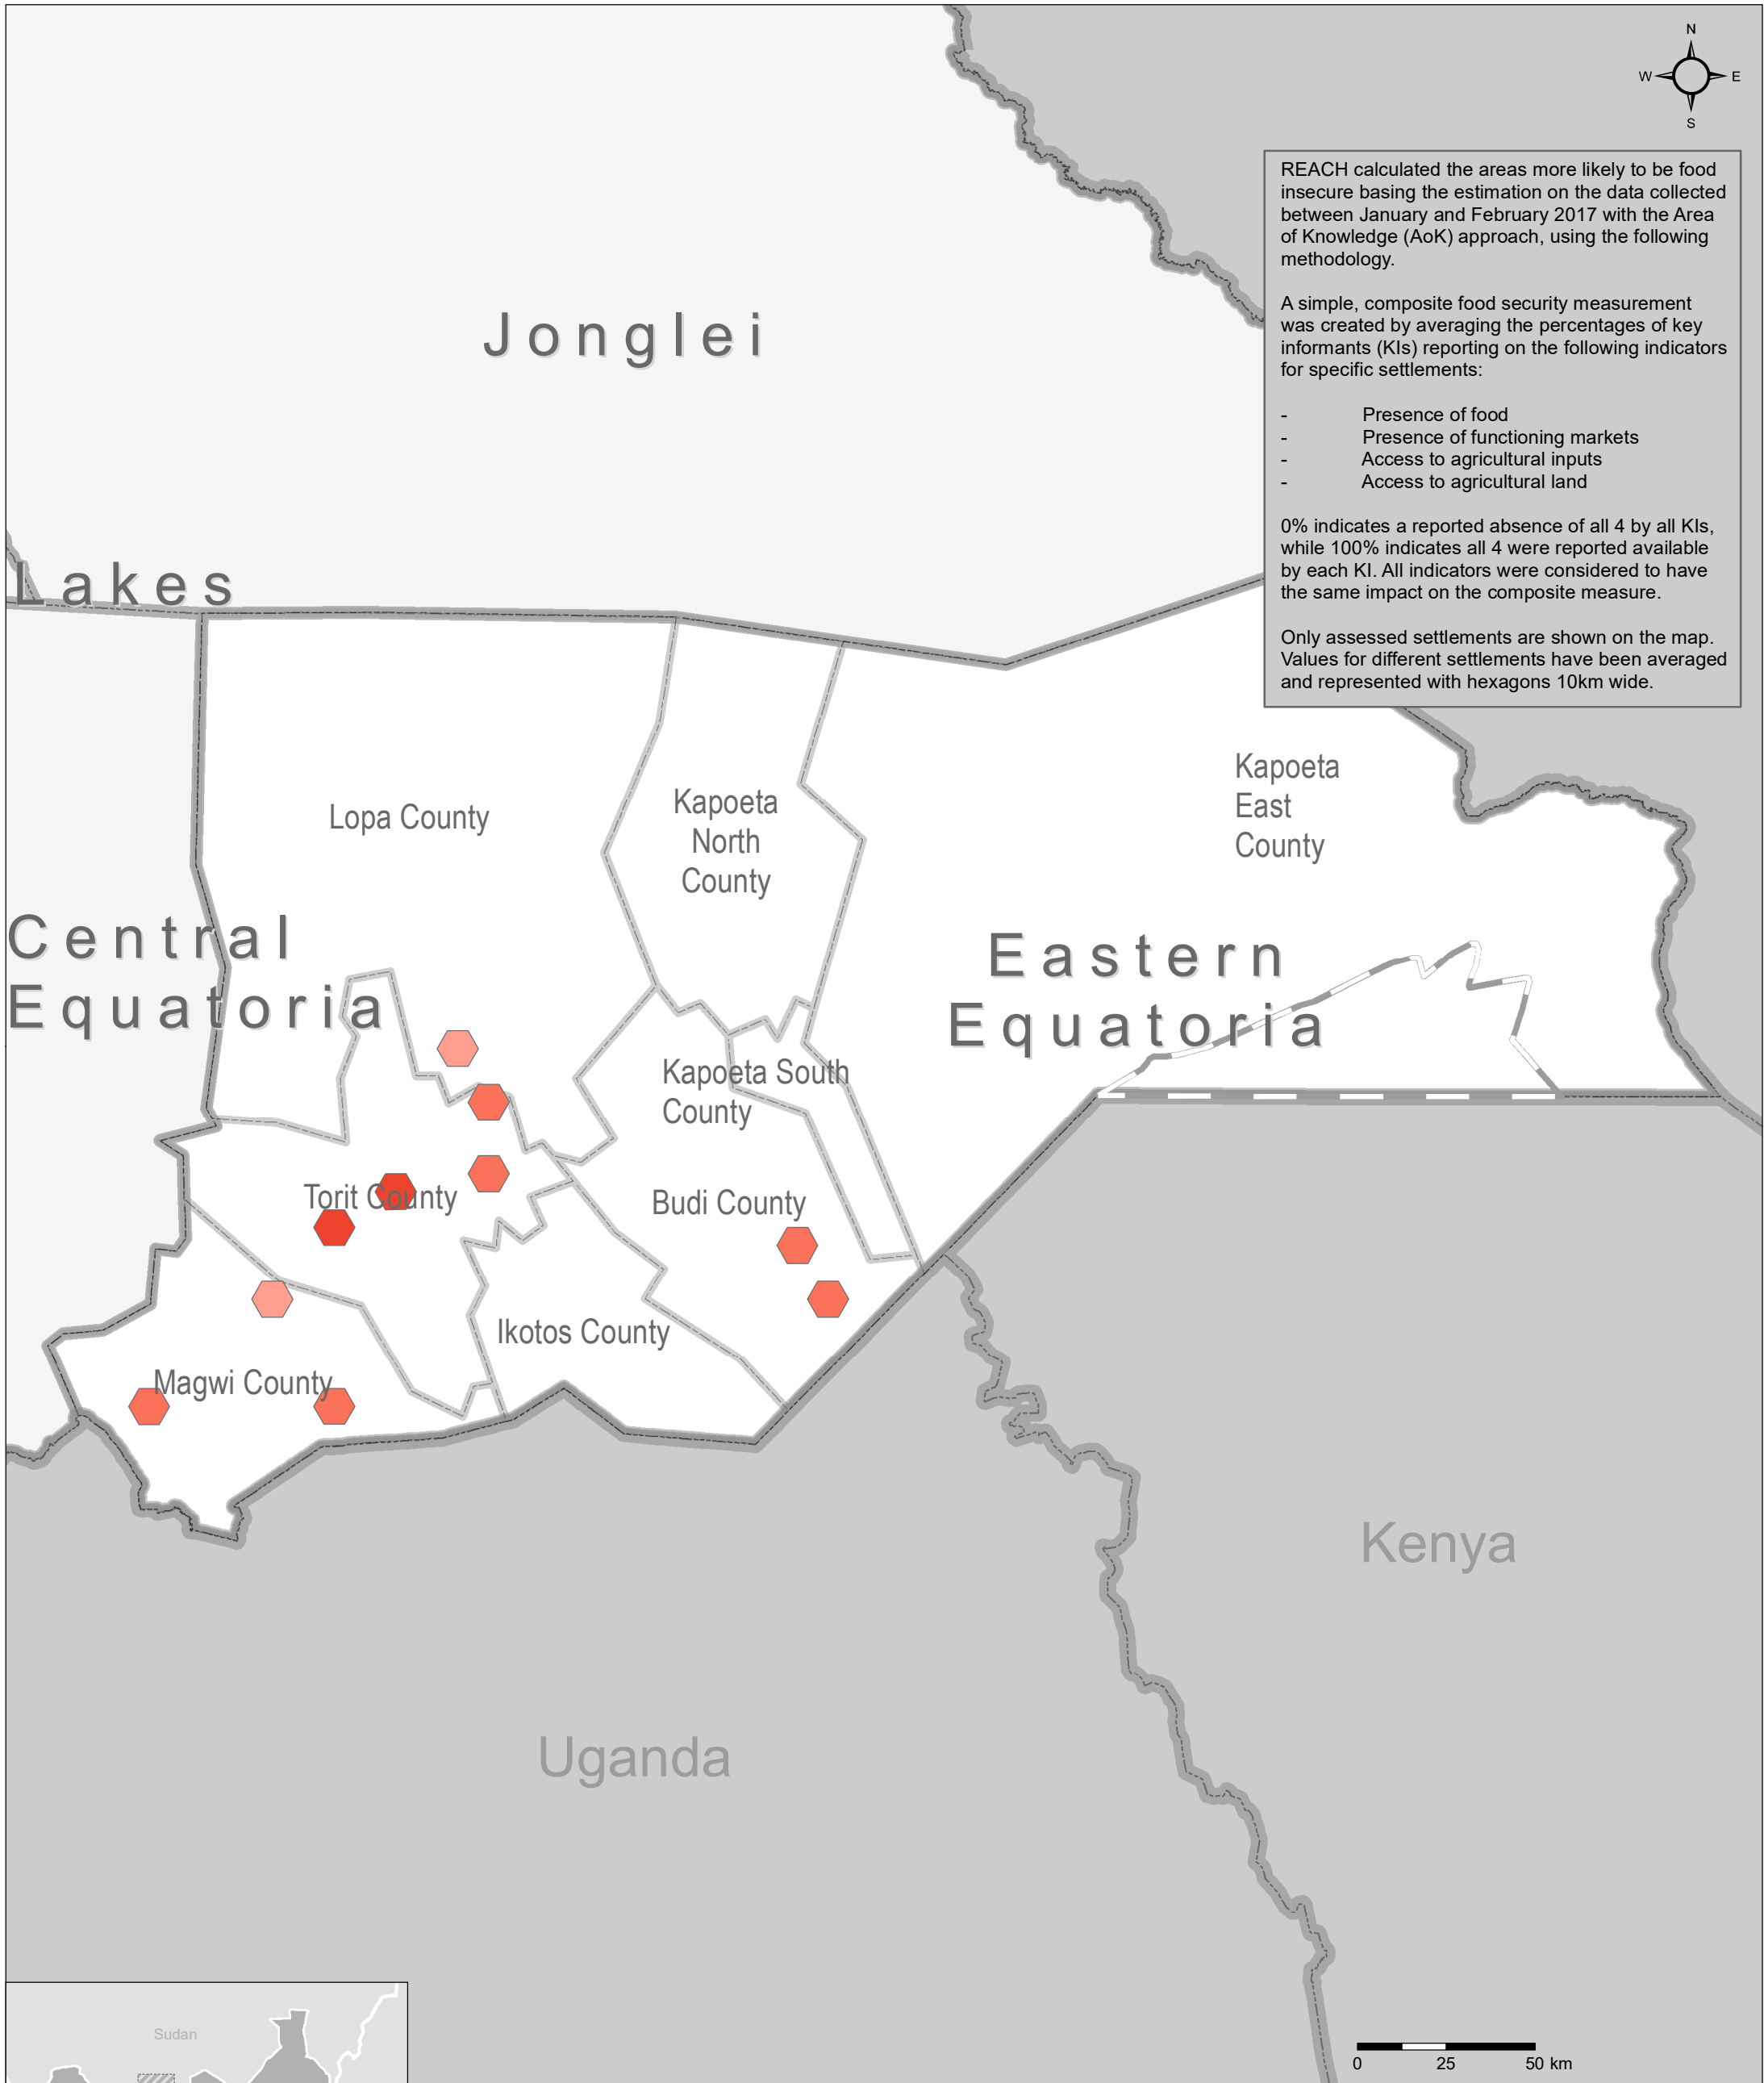 N
W E
S
REACH calculated the areas more likely to be food
insecure basing the estimation on the data collected
between January and February 2017 with the Area
of Knowledge (AoK) approach, using the following
methodology.
A simple, composite food security measurement
was created by averaging the percentages of key
informants (KIs) reporting on the following indicators
for specific settlements:
- Presence of food
- Presence of functioning markets
- Access to agricultural inputs
- Access to agricultural land
0% indicates a reported absence of all 4 by all KIs,
while 100% indicates all 4 were reported available
by each KI. All indicators were considered to have
the same impact on the composite measure.
Only assessed settlements are shown on the map.
Values for different settlements have been averaged
and represented with hexagons 10km wide.
Jonglei
Lakes
Kapoeta
East
County
Kapoeta
North
County
Lopa County
Central
Equatoria
Eastern
Equatoria
Kapoeta South
County
Torit County
Budi County
Ikotos County
Magwi County
Kenya
Uganda
Sudan
0 25 50 km